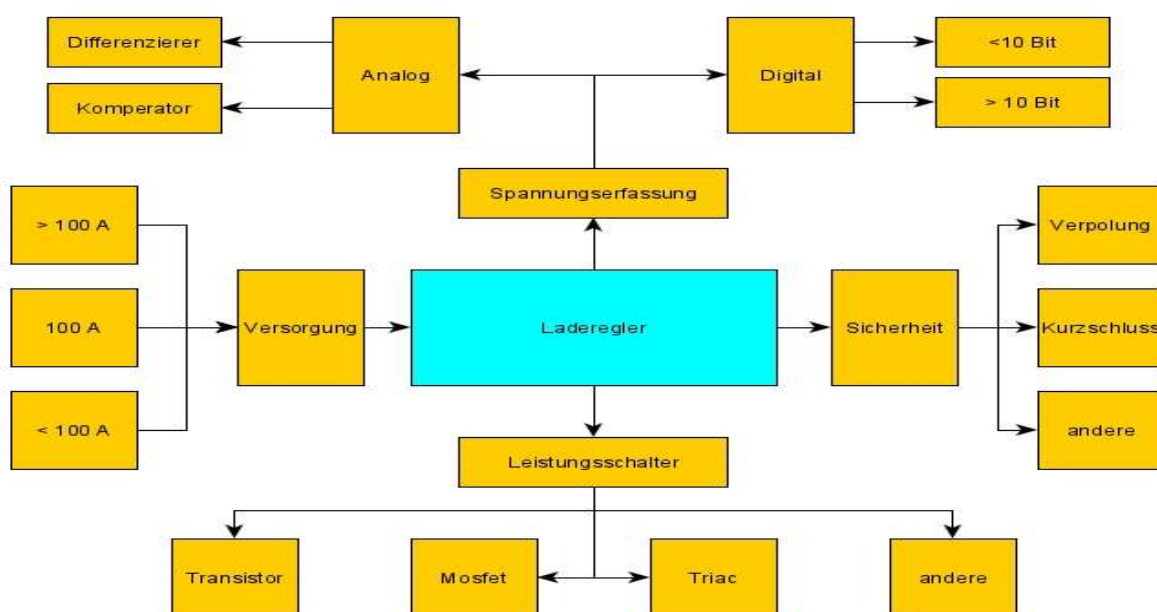 Differenzierer
Analog
Digital
<10 Bit
Komperator
> 10 Bit
Spannungserfassung
> 100 A
Verpolung
100 A
Versorgung
Laderegler
Sicherheit
Kurzschluss
< 100 A
andere
Leistungsschalter
Transistor
Mosfet
Triac
andere